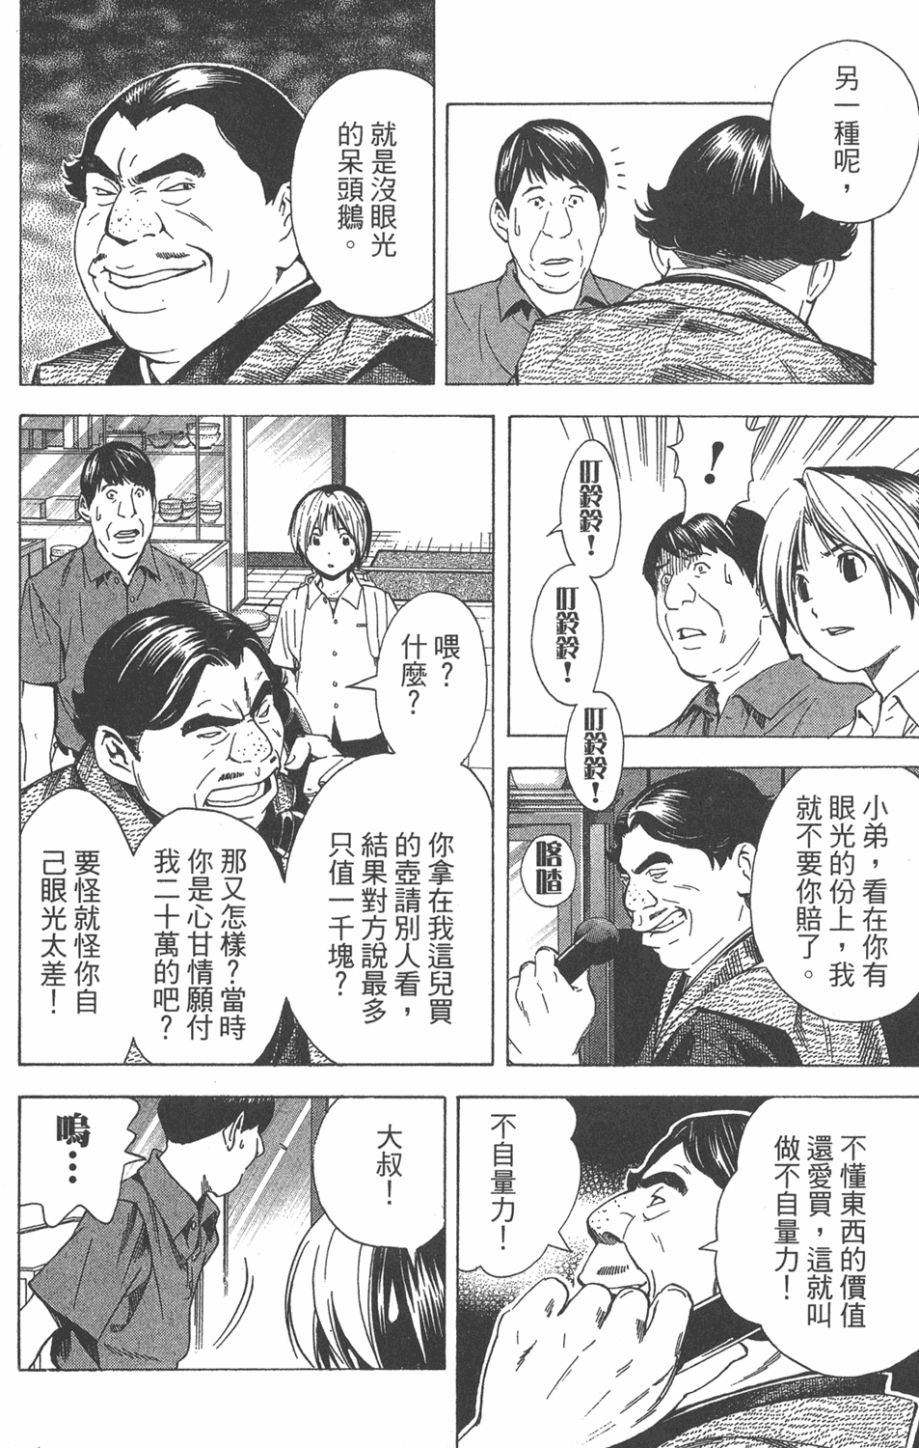 另一種呢，
就是沒眼光
的呆頭鵝。
！
叮鈴鈴！
叮鈴鈴！
叮鈴鈴！
小弟，看在你有
眼光的份上，我
就不要你賠了。
喀喳
喂？
什麼？
你拿在我這兒買
的壺請別人看，
結果對方說最多
只值一千塊？
那又怎樣？當時
你是心甘情願付
我二十萬的吧？
要怪就怪你自
己眼光太差！
不懂東西的價值
還愛買，這就叫
做不自量力！
不自量力！
大叔！
嗚…